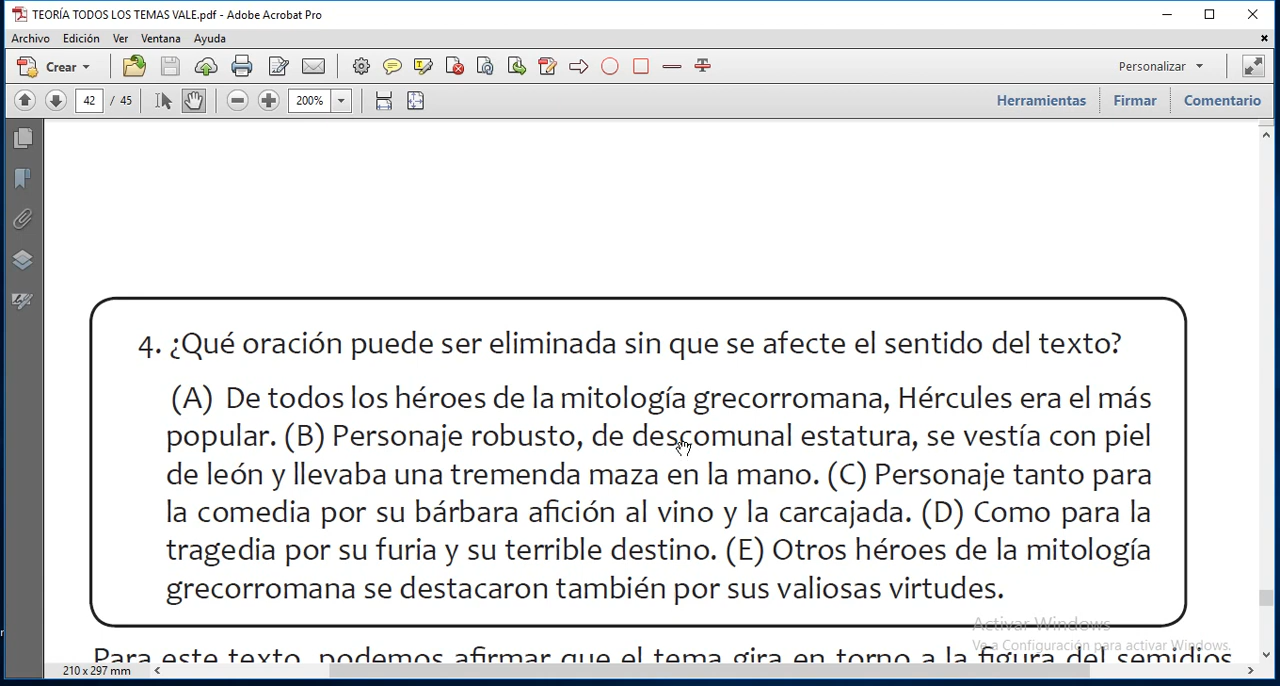 TEORÍA TODOS LOS TEMAS VALE.pdf - Adobe Acrobat Pro
Archivo Edición Ver Ventana Ayuda
Crear Personalizar
42 / 45 200% Herramientas Firmar Comentario
4. ¿Qué oración puede ser eliminada sin que se afecte el sentido del texto?
(A) De todos los héroes de la mitología grecorromana, Hércules era el más
popular. (B) Personaje robusto, de descomunal estatura, se vestía con piel
de león y llevaba una tremenda maza en la mano. (C) Personaje tanto para
la comedia por su bárbara afición al vino y la carcajada. (D) Como para la
tragedia por su furia y su terrible destino. (E) Otros héroes de la mitología
grecorromana se destacaron también por sus valiosas virtudes.
Activar Windows
Ve a Configuración para activar Windows.
Para este texto, podemos afirmar que el tema gira en torno a la figura del semidios
210 x 297 mm